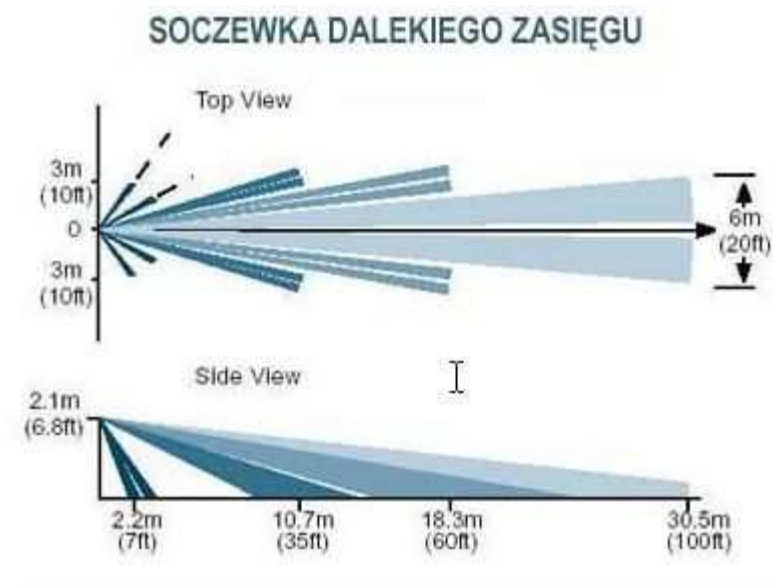 SOCZEWKA DALEKIEGO ZASIĘGU
Top View
3m
(10ft)
0
3m
(10ft)
6m
(20ft)
Side View
2.1m
(6.8ft)
2.2m
(7ft)
10.7m
(35ft)
18.3m
(60ft)
30.5m
(100ft)